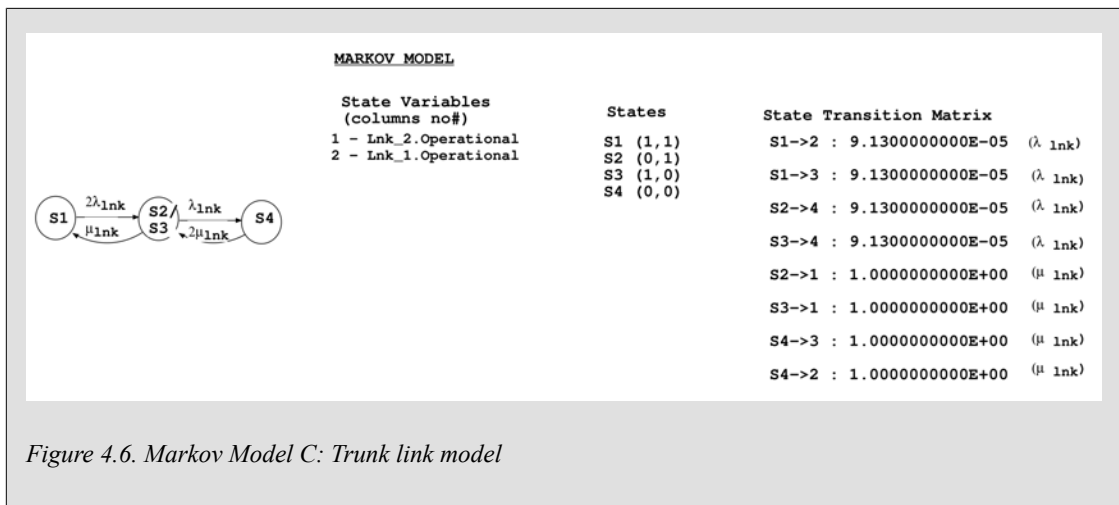 MARKOV MODEL
State Variables
(columns no#)
1 - Lnk_2.Operational
2 - Lnk_1.Operational
States
S1 (1,1)
S2 (0,1)
S3 (1,0)
S4 (0,0)
State Transition Matrix
S1->2 : 9.1300000000E-05 (λ lnk)
S1->3 : 9.1300000000E-05 (λ lnk)
S2->4 : 9.1300000000E-05 (λ lnk)
S3->4 : 9.1300000000E-05 (λ lnk)
S2->1 : 1.0000000000E+00 (μ lnk)
S3->1 : 1.0000000000E+00 (μ lnk)
S4->3 : 1.0000000000E+00 (μ lnk)
S4->2 : 1.0000000000E+00 (μ lnk)
S1
2λlnk
μlnk
S2/
S3
λlnk
2μlnk
S4
Figure 4.6. Markov Model C: Trunk link model